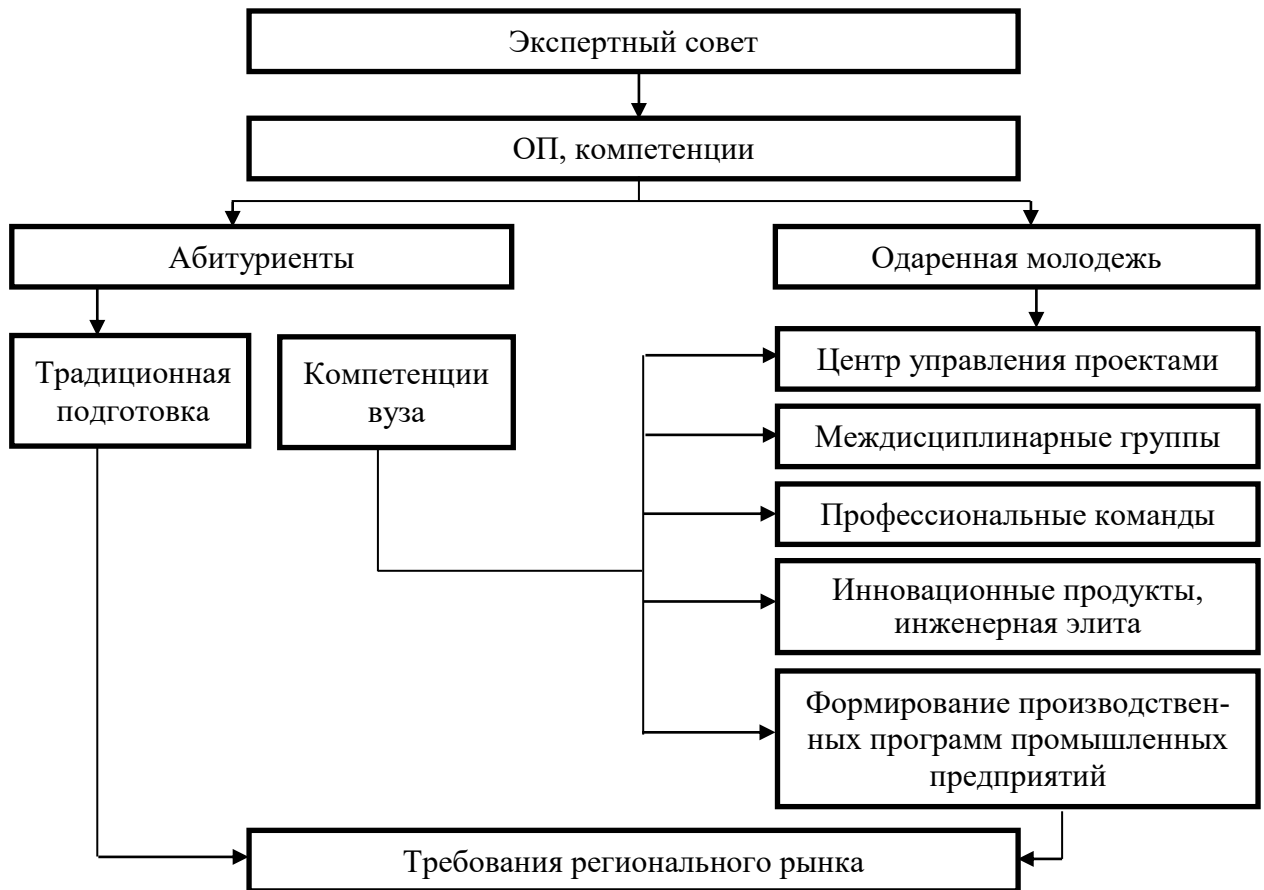 Экспертный совет
ОП, компетенции
Абитуриенты
Одаренная молодежь
Традиционная
подготовка
Компетенции
вуза
Центр управления проектами
Междисциплинарные группы
Профессиональные команды
Инновационные продукты,
инженерная элита
Формирование производствен-
ных программ промышленных
предприятий
Требования регионального рынка